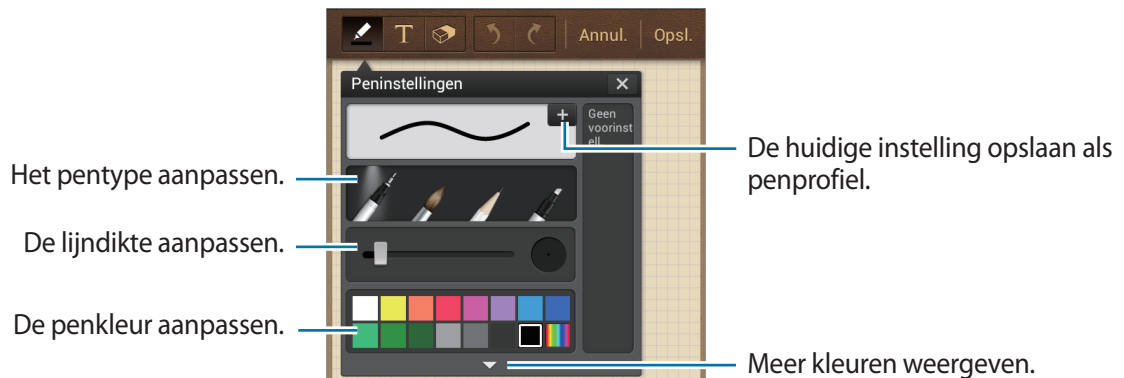 T Annul. Opsl.
Peninstellingen
Geen
voorinst
ell.
De huidige instelling opslaan als
penprofiel.
Het pentype aanpassen.
De lijndikte aanpassen.
De penkleur aanpassen.
Meer kleuren weergeven.